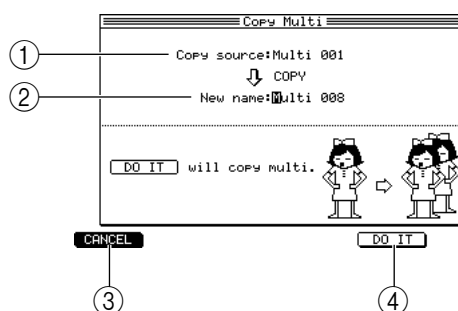 Copy Multi
1 Copy source:Multi 001
COPY
2 New name:Multi 008
DO IT will copy multi.
CANCEL DO IT
3 4